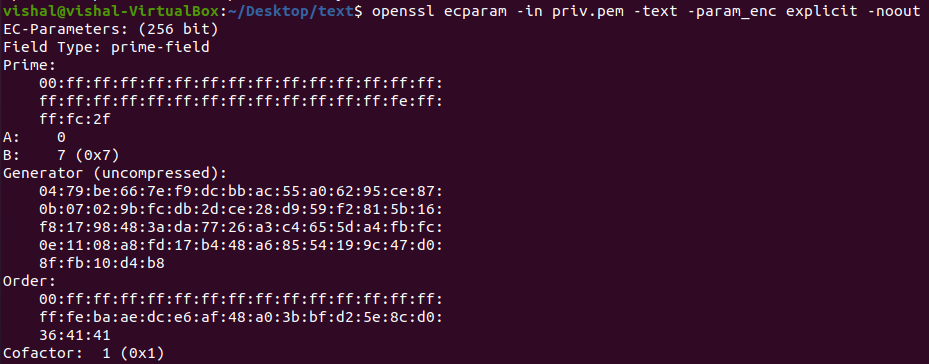 vishal@vishal-VirtualBox:~/Desktop/text$ openssl ecparam -in priv.pem -text -param_enc explicit -noout
EC-Parameters: (256 bit)
Field Type: prime-field
Prime:
    00:ff:ff:ff:ff:ff:ff:ff:ff:ff:ff:ff:ff:ff:ff:
    ff:ff:ff:ff:ff:ff:ff:ff:ff:ff:ff:ff:ff:fe:ff:
    ff:fc:2f
A:    0
B:    7 (0x7)
Generator (uncompressed):
    04:79:be:66:7e:f9:dc:bb:ac:55:a0:62:95:ce:87:
    0b:07:02:9b:fc:db:2d:ce:28:d9:59:f2:81:5b:16:
    f8:17:98:48:3a:da:77:26:a3:c4:65:5d:a4:fb:fc:
    0e:11:08:a8:fd:17:b4:48:a6:85:54:19:9c:47:d0:
    8f:fb:10:d4:b8
Order:
    00:ff:ff:ff:ff:ff:ff:ff:ff:ff:ff:ff:ff:ff:ff:
    ff:fe:ba:ae:dc:e6:af:48:a0:3b:bf:d2:5e:8c:d0:
    36:41:41
Cofactor:  1 (0x1)